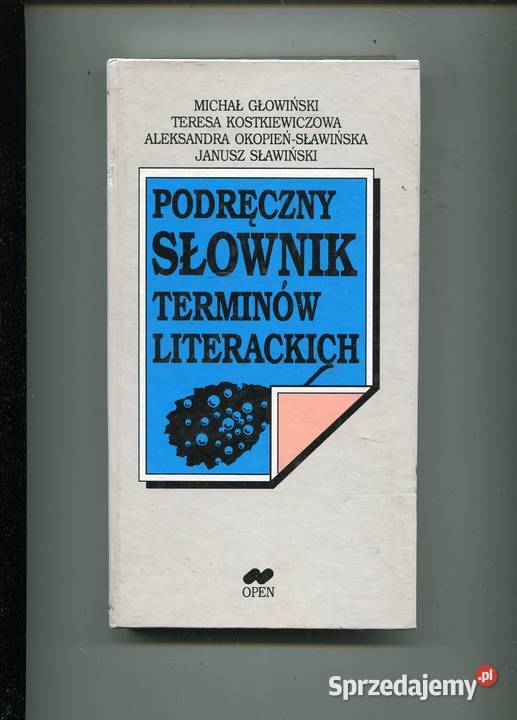 MICHAŁ GŁOWIŃSKI
TERESA KOSTKIEWICZOWA
ALEKSANDRA OKOPIEŃ-SŁAWIŃSKA
JANUSZ SŁAWIŃSKI
PODRĘCZNY
SŁOWNIK
TERMINÓW
LITERACKICH
OPEN
Sprzedajemy.pl